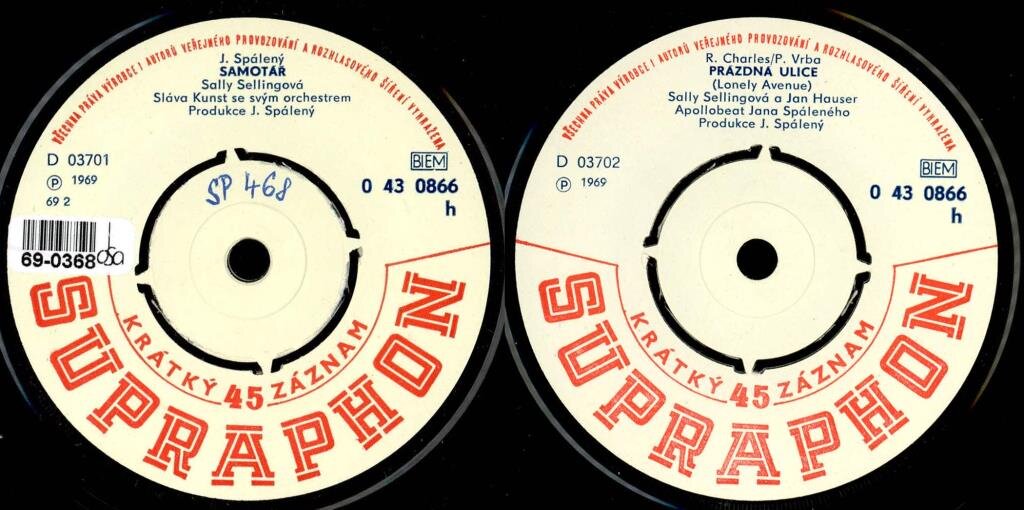 VŠECHNA PRÁVA VÝROBCE I AUTORŮ VEŘEJNÉHO PROVOZOVÁNÍ A ROZHLASOVÉHO ŠÍŘENÍ VYHRAŽENA
J. Spálený
SAMOTÁŘ
Sally Sellingová
Sláva Kunst se svým orchestrem
Produkce J. Spálený
D 03701
Ⓟ 1969
69 2
BIEM
0 43 0866
h
SP 468
69-0368
osa
SUPRAPHON
KRÁTKÝ 45 ZÁZNAM
VŠECHNA PRÁVA VÝROBCE I AUTORŮ VEŘEJNÉHO PROVOZOVÁNÍ A ROZHLASOVÉHO ŠÍŘENÍ VYHRAŽENA
R. Charles/P. Vrba
PRÁZDNÁ ULICE
(Lonely Avenue)
Sally Sellingová a Jan Hauser
Apollobeat Jana Spáleného
Produkce J. Spálený
D 03702
Ⓟ 1969
BIEM
0 43 0866
h
SUPRAPHON
KRÁTKÝ 45 ZÁZNAM